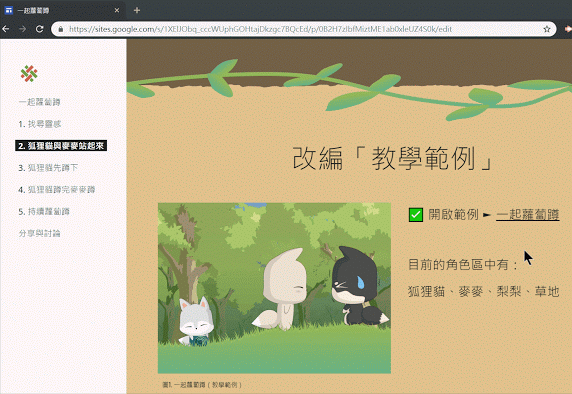 一起蘿蔔蹲
https://sites.google.com/s/1XElJObq_cccWUphGOHtajDkzgc7BQcEd/p/0B2H7zIbfMiztME1ab0xleUZ4S0k/edit
一起蘿蔔蹲
1. 找尋靈感
2. 狐狸貓與麥麥站起來
3. 狐狸貓先蹲下
4. 狐狸貓蹲完麥麥蹲
5. 持續蘿蔔蹲
分享與討論
改編「教學範例」
開啟範例 ► 一起蘿蔔蹲
目前的角色區中有：
狐狸貓、麥麥、梨梨、草地
圖1. 一起蘿蔔蹲（教學範例）